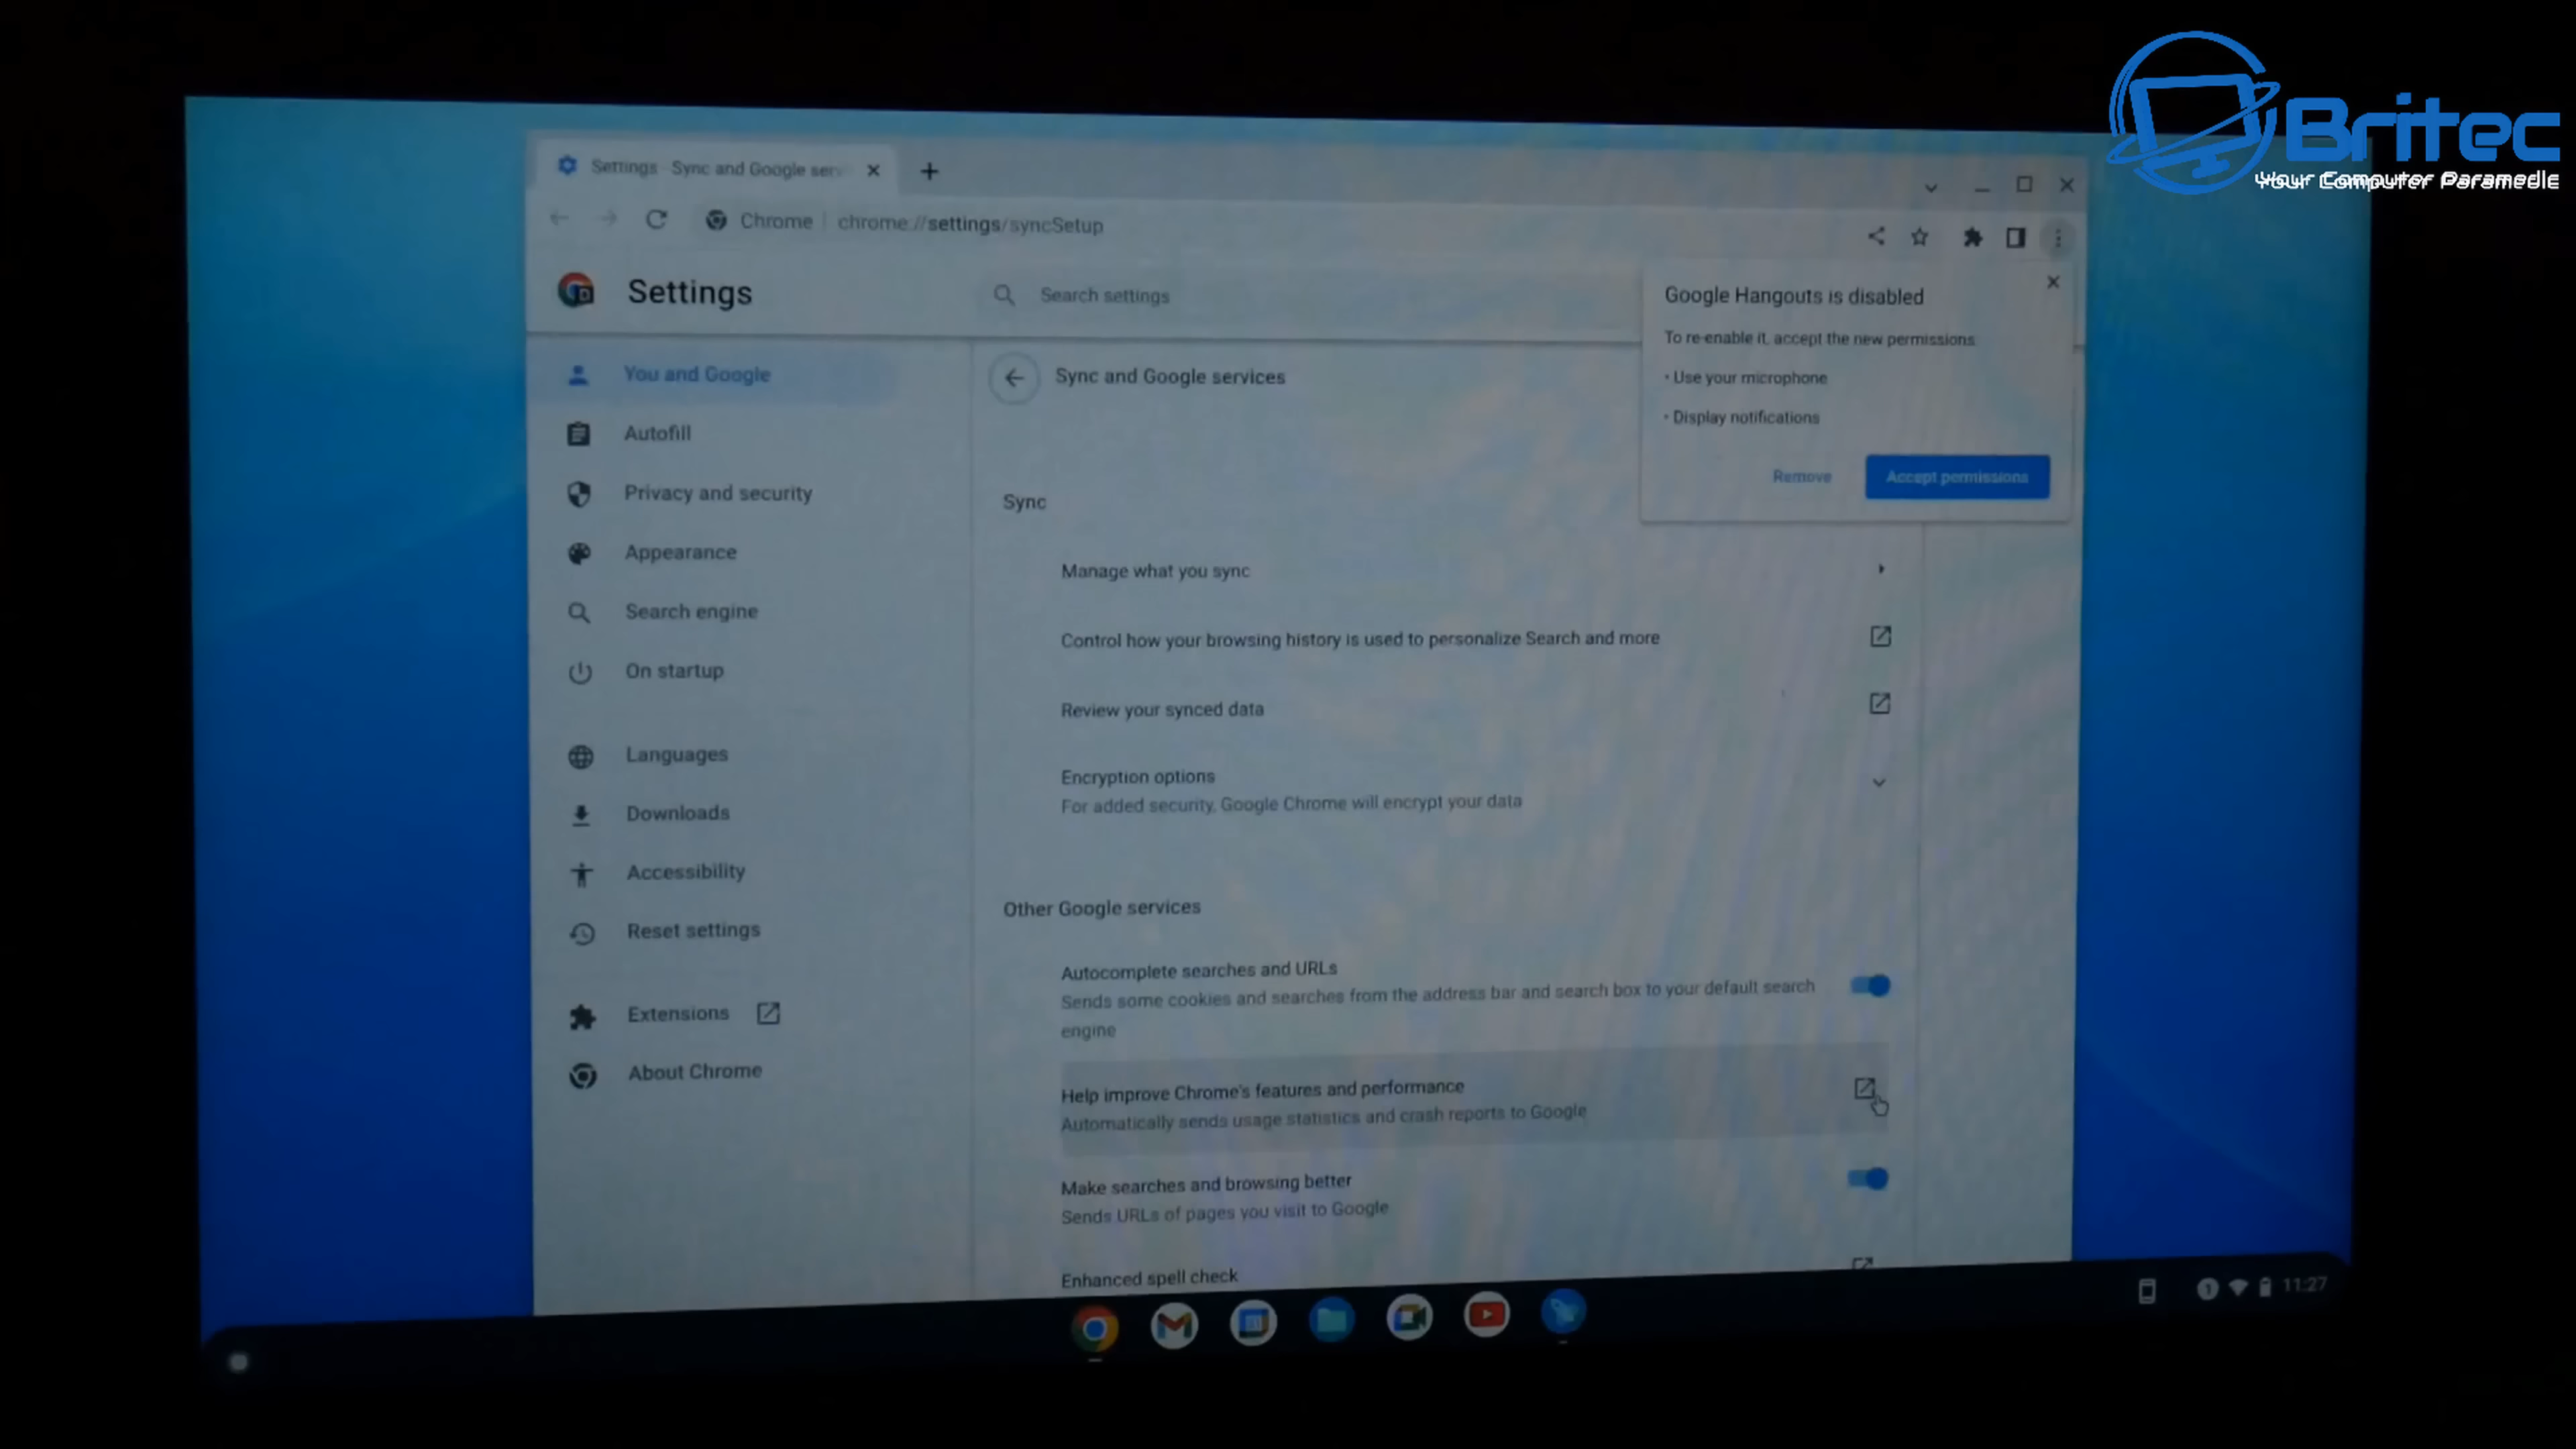 Britec
Your Computer Paramedic
Settings - Sync and Google serv
Chrome | chrome://settings/syncSetup
Settings
Search settings
Google Hangouts is disabled
To re-enable it, accept the new permissions
• Use your microphone
• Display notifications
Remove
Accept permissions
You and Google
Autofill
Privacy and security
Appearance
Search engine
On startup
Languages
Downloads
Accessibility
Reset settings
Extensions
About Chrome
Sync and Google services
Sync
Manage what you sync
Control how your browsing history is used to personalize Search and more
Review your synced data
Encryption options
For added security, Google Chrome will encrypt your data
Other Google services
Autocomplete searches and URLs
Sends some cookies and searches from the address bar and search box to your default search
engine
Help improve Chrome's features and performance
Automatically sends usage statistics and crash reports to Google
Make searches and browsing better
Sends URLs of pages you visit to Google
Enhanced spell check
1
11:27